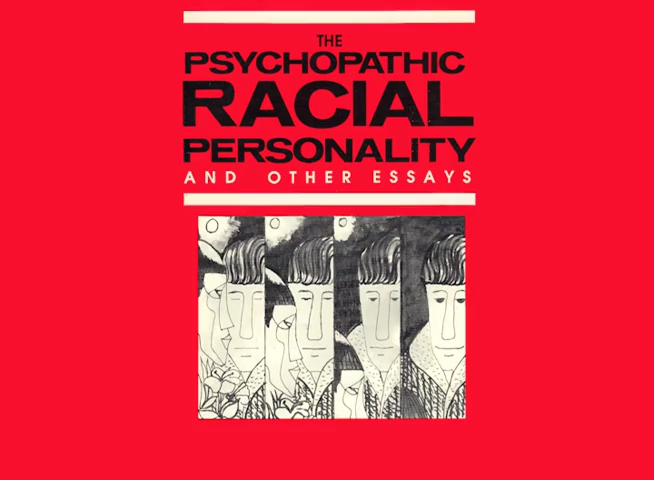 THE
PSYCHOPATHIC
RACIAL
PERSONALITY
AND OTHER ESSAYS